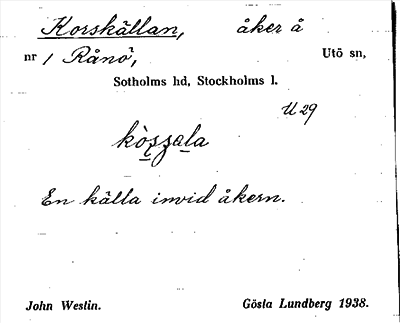 Korskällan, åker å
nr 1 Rånö, Utö sn,
Sotholms hd, Stockholms l.
U 29
En källa invid åkern.
John Westin. Gösta Lundberg 1938.